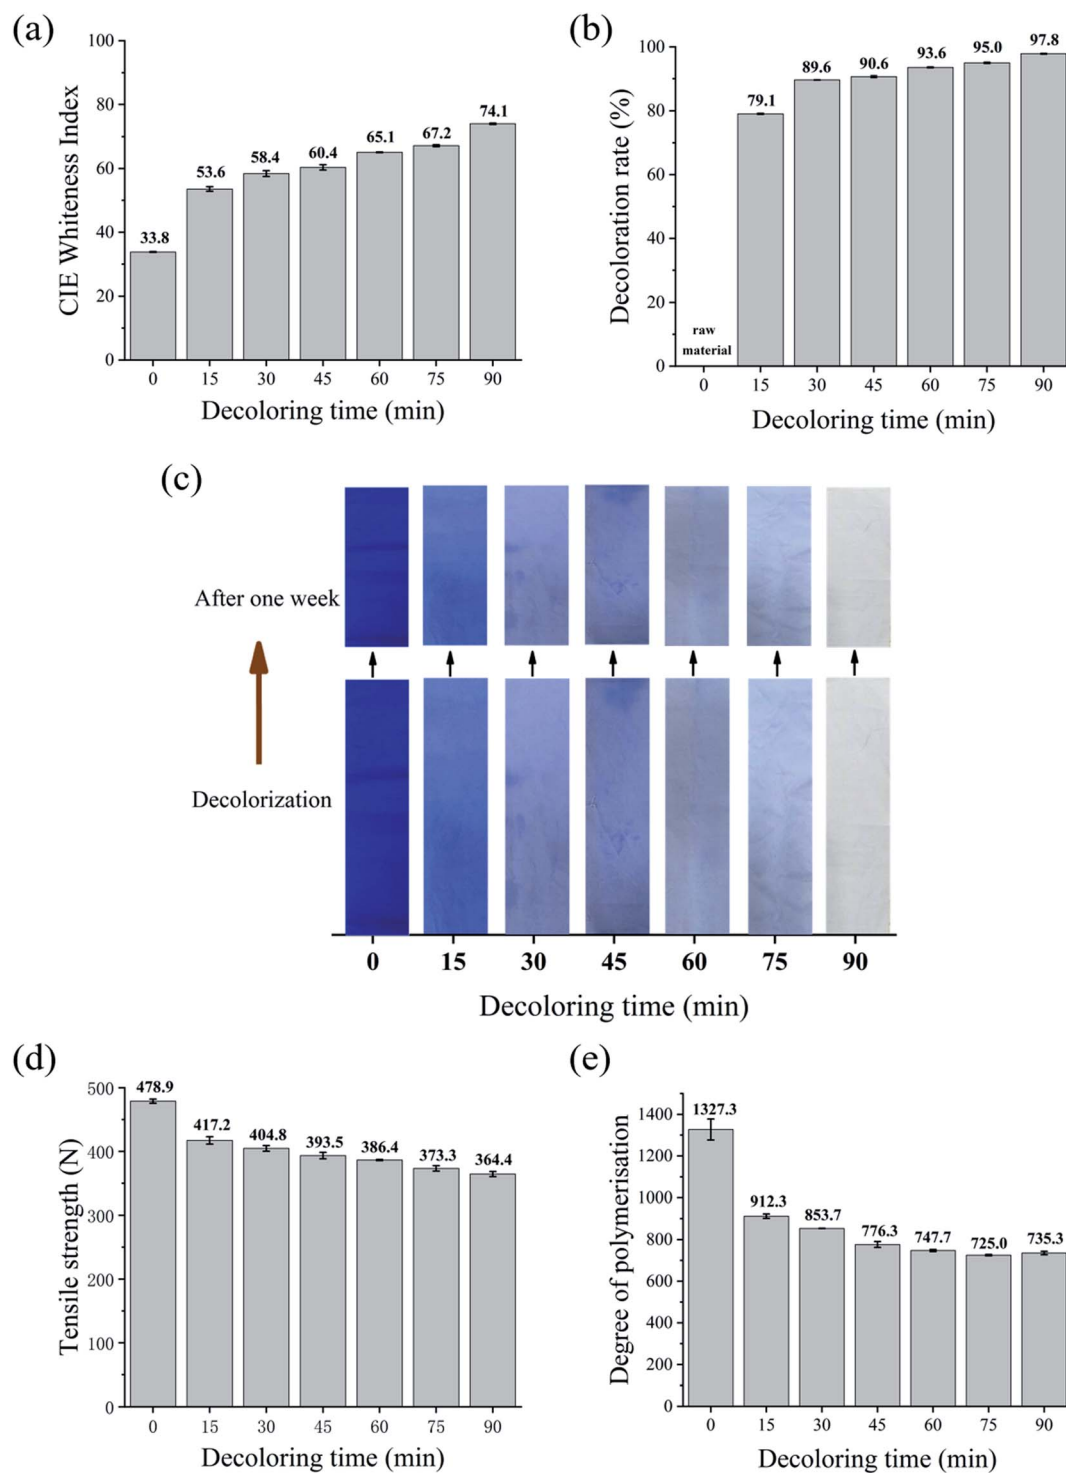 (a)
100
80
60
40
20
0
CIE Whiteness Index
33.8
53.6
58.4
60.4
65.1
67.2
74.1
0 15 30 45 60 75 90
Decoloring time (min)
(b)
100
80
60
40
20
0
Decoloration rate (%)
raw
material
79.1
89.6
90.6
93.6
95.0
97.8
0 15 30 45 60 75 90
Decoloring time (min)
(c)
After one week
Decolorization
0 15 30 45 60 75 90
Decoloring time (min)
(d)
500
400
300
200
100
0
Tensile strength (N)
478.9
417.2
404.8
393.5
386.4
373.3
364.4
0 15 30 45 60 75 90
Decoloring time (min)
(e)
1400
1200
1000
800
600
400
200
0
Degree of polymerisation
1327.3
912.3
853.7
776.3
747.7
725.0
735.3
0 15 30 45 60 75 90
Decoloring time (min)